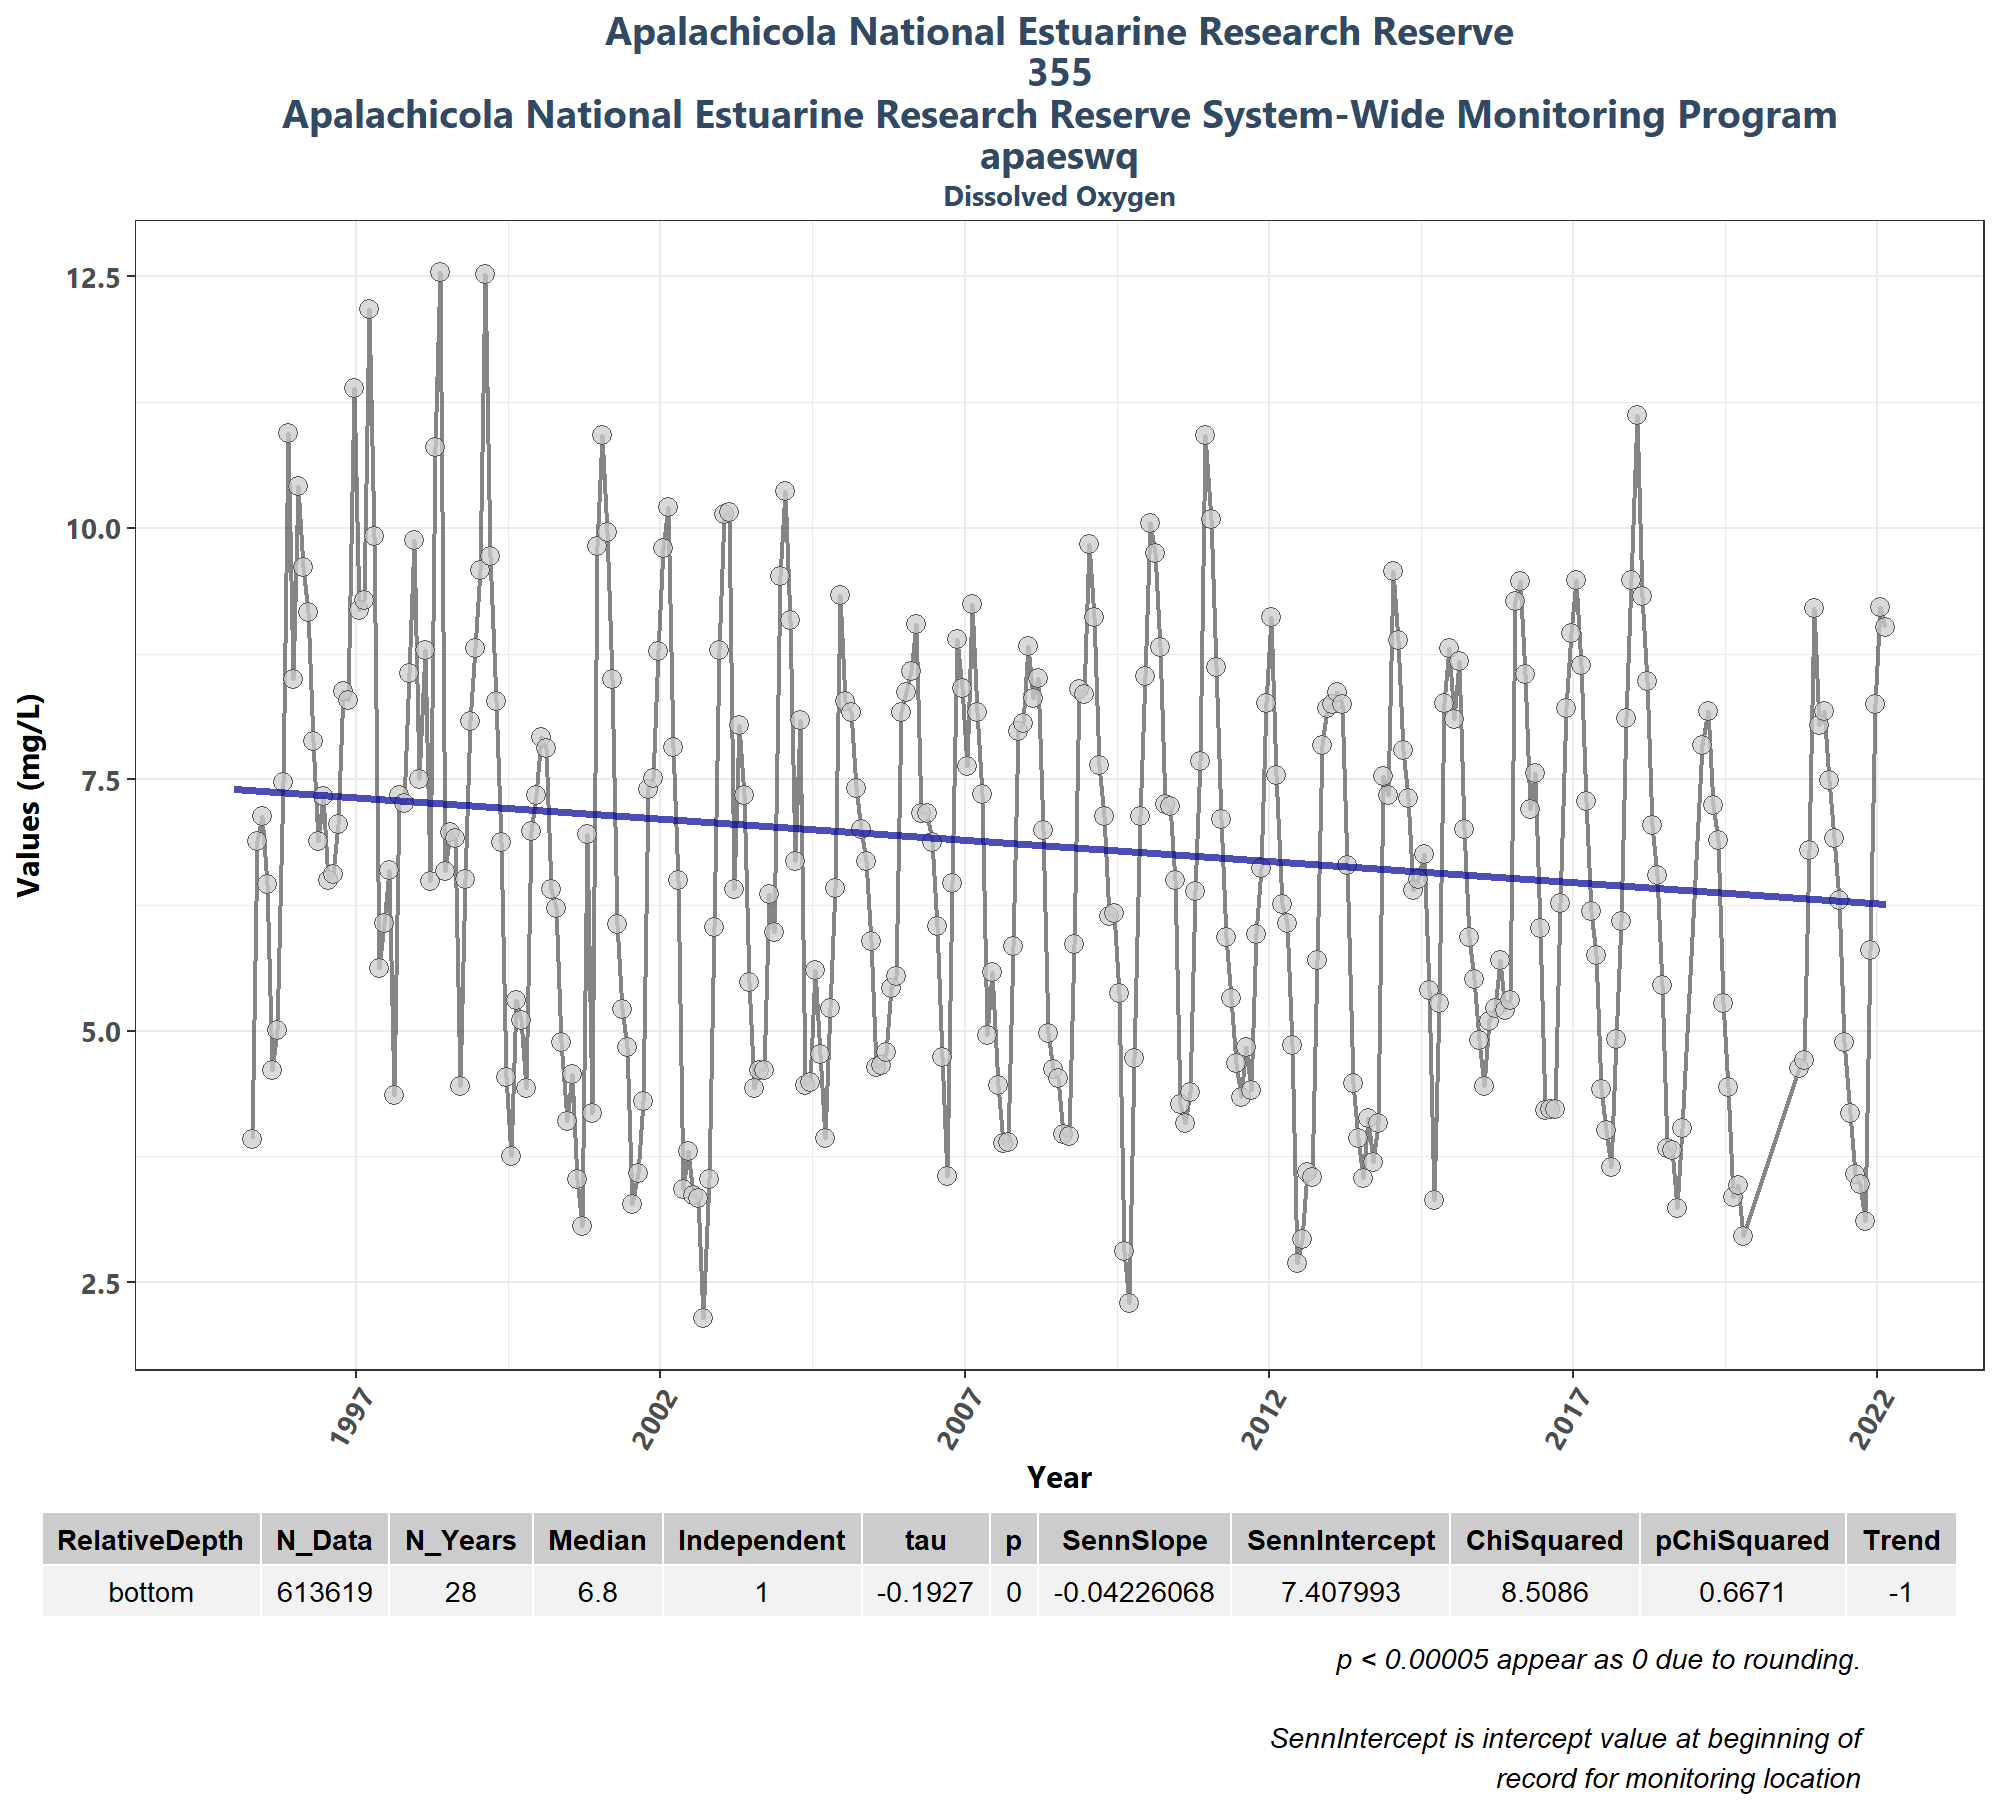 Apalachicola National Estuarine Research Reserve
355
Apalachicola National Estuarine Research Reserve System-Wide Monitoring Program
apaeswq
Dissolved Oxygen
Values (mg/L)
12.5
10.0
7.5
5.0
2.5
1997 2002 2007 2012 2017 2022
Year
RelativeDepth N_Data N_Years Median Independent tau p SennSlope SennIntercept ChiSquared pChiSquared Trend
bottom 613619 28 6.8 1 -0.1927 0 -0.04226068 7.407993 8.5086 0.6671 -1
p < 0.00005 appear as 0 due to rounding.
SennIntercept is intercept value at beginning of
record for monitoring location